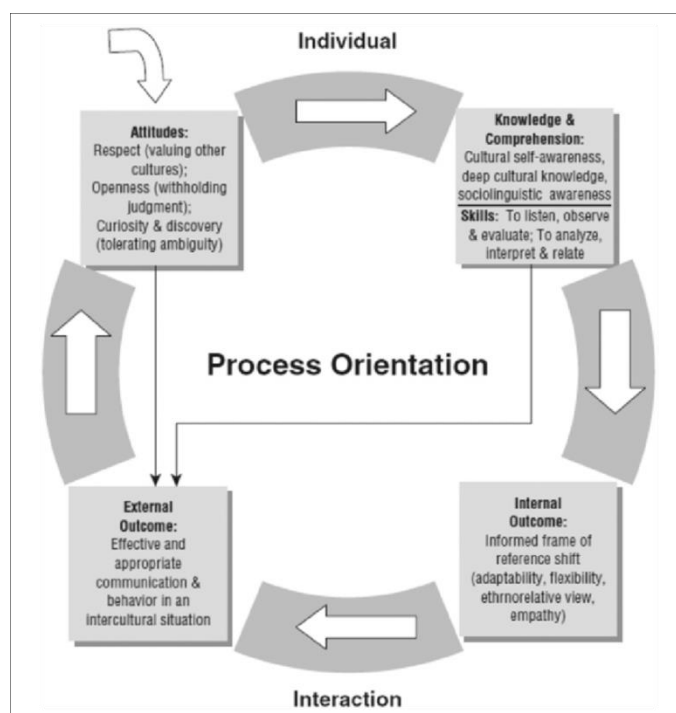 Individual
Attitudes:
Respect (valuing other
cultures);
Openness (withholding
judgment);
Curiosity & discovery
(tolerating ambiguity)
Knowledge &
Comprehension:
Cultural self-awareness,
deep cultural knowledge,
sociolinguistic awareness
Skills: To listen, observe
& evaluate; To analyze,
interpret & relate
Process Orientation
External
Outcome:
Effective and
appropriate
communication &
behavior in an
intercultural situation
Internal
Outcome:
Informed frame of
reference shift
(adaptability, flexibility,
ethrnorelative view,
empathy)
Interaction